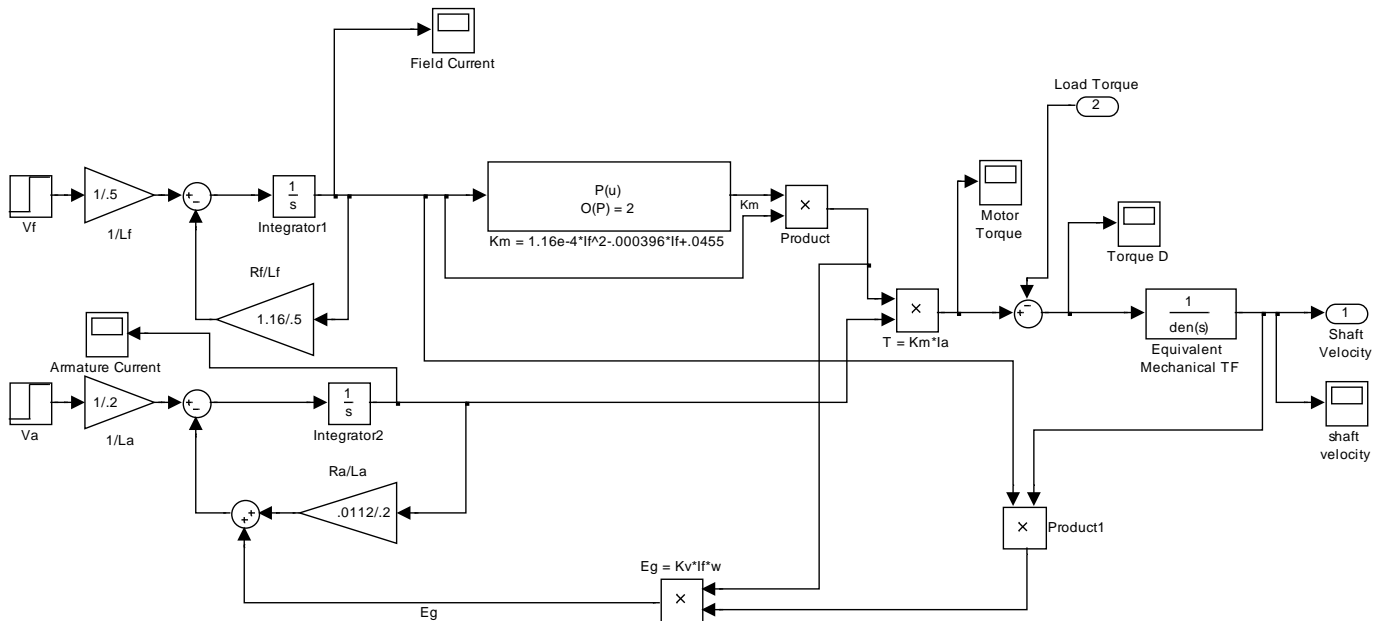 Field Current
Load Torque
2
Vf
1/.5
1/Lf
+
−
1
s
Integrator1
P(u)
O(P) = 2
Km = 1.16e-4*If^2-.000396*If+.0455
Km
×
Product
Motor
Torque
Torque D
Rf/Lf
1.16/.5
×
T = Km*Ia
+
−
1
den(s)
Equivalent
Mechanical TF
1
Shaft
Velocity
Armature Current
Va
1/.2
1/La
+
−
1
s
Integrator2
shaft
velocity
Ra/La
.0112/.2
+
+
×
Product1
Eg = Kv*If*w
×
Eg